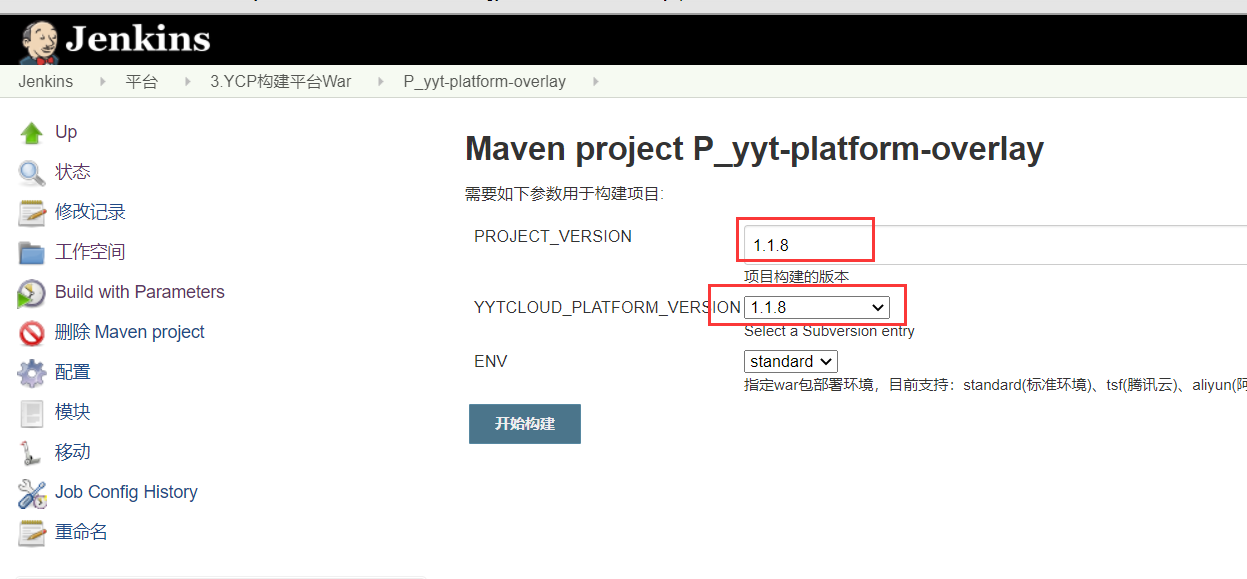 Jenkins
Jenkins 平台 3.YCP构建平台War P_yyt-platform-overlay
Up
状态
修改记录
工作空间
Build with Parameters
删除 Maven project
配置
模块
移动
Job Config History
重命名
Maven project P_yyt-platform-overlay
需要如下参数用于构建项目:
PROJECT_VERSION 1.1.8
项目构建的版本
YYTCLOUD_PLATFORM_VERSION 1.1.8
Select a Subversion entry
ENV standard
指定war包部署环境，目前支持：standard(标准环境)、tsf(腾讯云)、aliyun(阿
开始构建